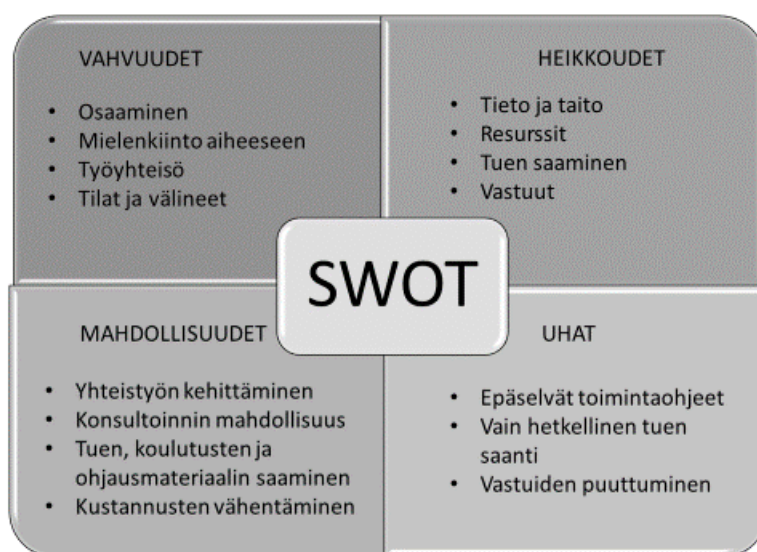 VAHVUUDET
• Osaaminen
• Mielenkiinto aiheeseen
• Työyhteisö
• Tilat ja välineet
HEIKKOUDET
• Tieto ja taito
• Resurssit
• Tuen saaminen
• Vastuut
SWOT
MAHDOLLISUUDET
• Yhteistyön kehittäminen
• Konsultoinnin mahdollisuus
• Tuen, koulutusten ja
ohjausmateriaalin saaminen
• Kustannusten vähentäminen
UHAT
• Epäselvät toimintaohjeet
• Vain hetkellinen tuen
saanti
• Vastuiden puuttuminen